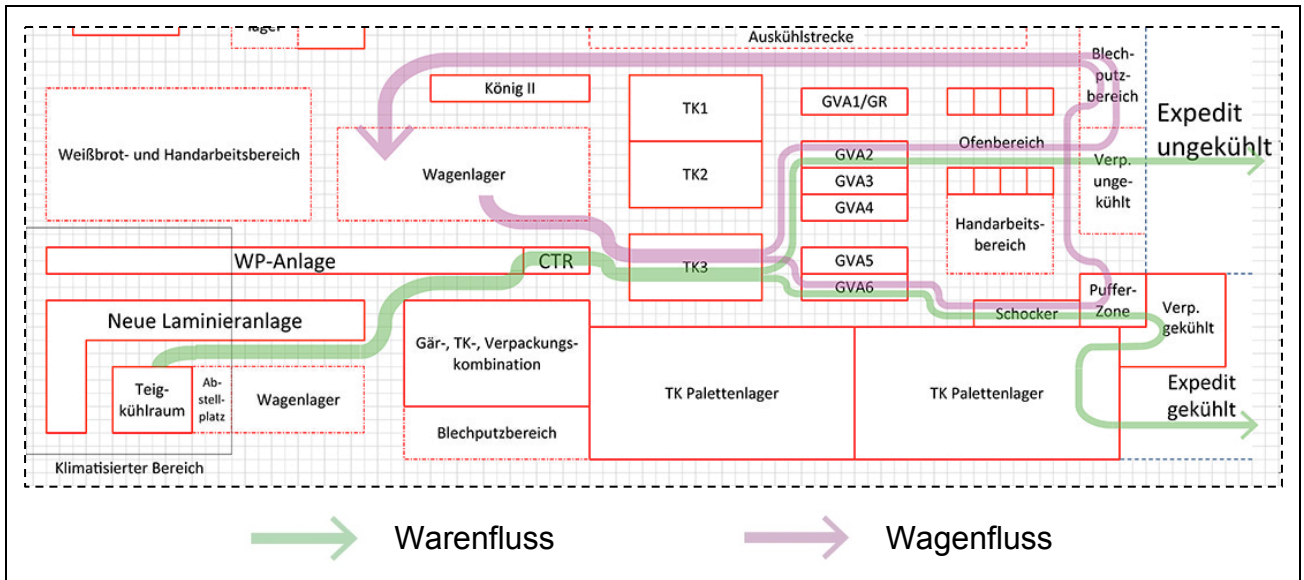 lager
Auskühlstrecke
König II
TK1
GVA1/GR
Blech-
putz-
bereich
Expedit
ungekühlt
Weißbrot- und Handarbeitsbereich
Wagenlager
TK2
GVA2
GVA3
GVA4
Ofenbereich
Verp.
unge-
kühlt
Handarbeits-
bereich
WP-Anlage
CTR
TK3
GVA5
GVA6
Schocker
Puffer-
Zone
Verp.
gekühlt
Neue Laminieranlage
Gär-, TK-, Verpackungs-
kombination
Teig-
kühlraum
Ab-
stell-
platz
Wagenlager
TK Palettenlager
TK Palettenlager
Expedit
gekühlt
Blechputzbereich
Klimatisierter Bereich
Warenfluss
Wagenfluss